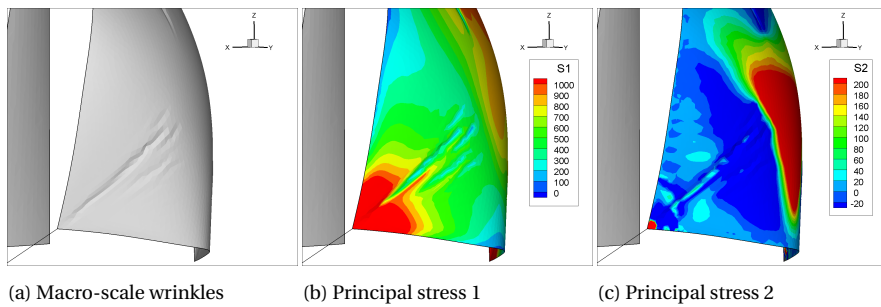 Z
X Y
Z
X Y
S1
1000
900
800
700
600
500
400
300
200
100
0
Z
X Y
S2
200
180
160
140
120
100
80
60
40
20
0
-20
(a) Macro-scale wrinkles
(b) Principal stress 1
(c) Principal stress 2